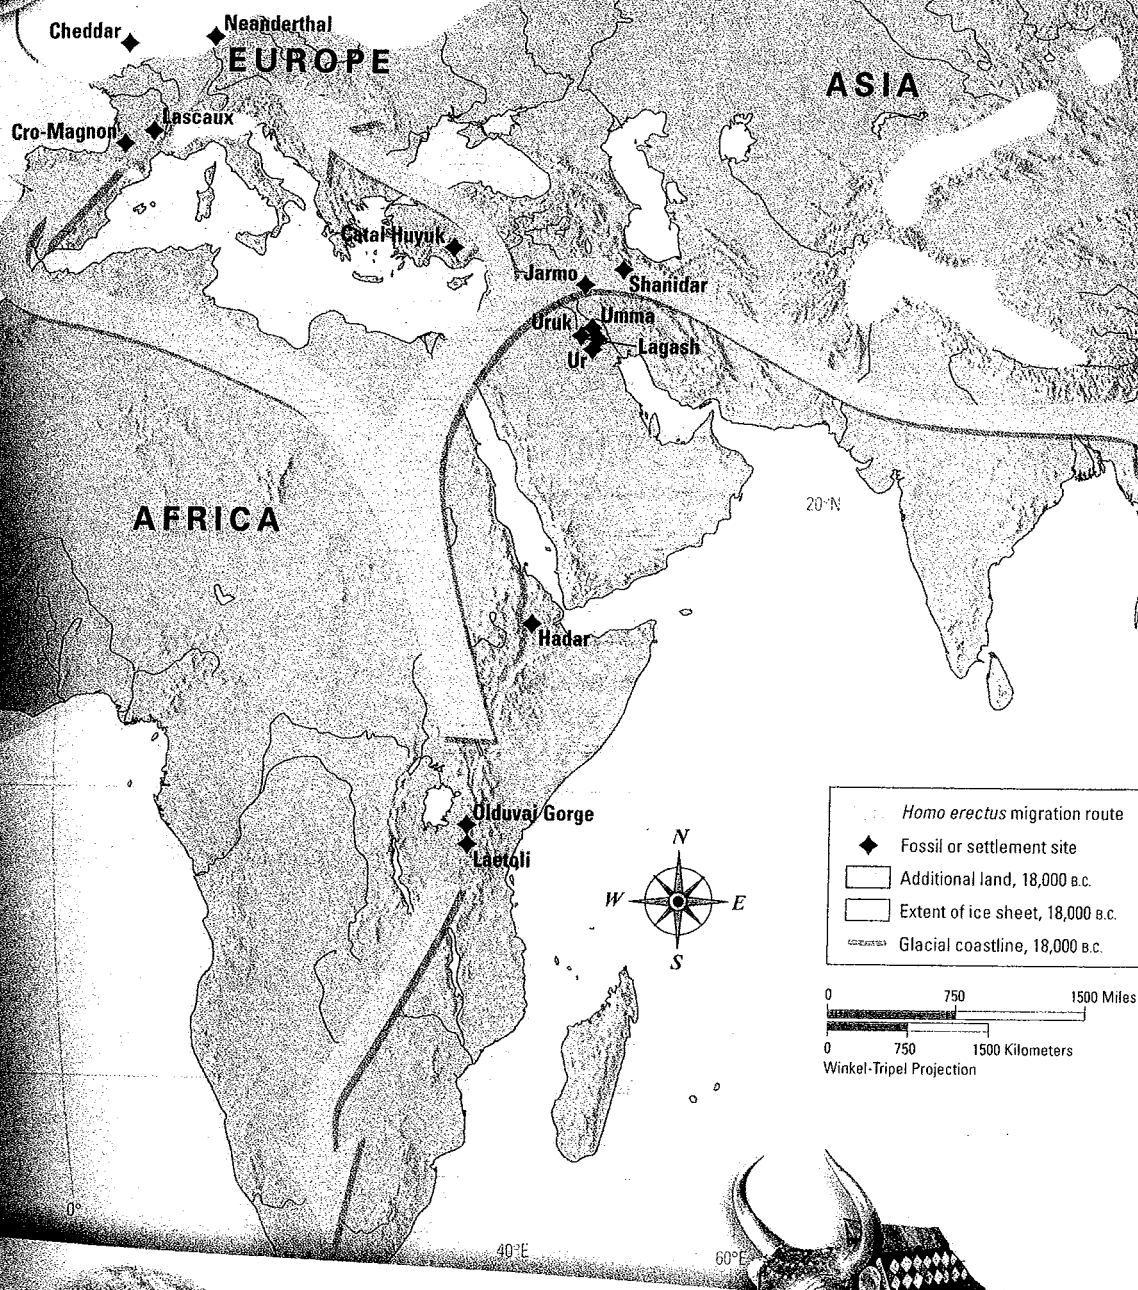 Cheddar
Neanderthal
EUROPE
ASIA
Lascaux
Cro-Magnon
Catal Huyuk
Jarmo
Shanidar
Uruk
Umma
Lagash
Ur
AFRICA
20°N
Hadar
Olduvai Gorge
Laetoli
N
W
E
S
Homo erectus migration route
Fossil or settlement site
Additional land, 18,000 B.C.
Extent of ice sheet, 18,000 B.C.
Glacial coastline, 18,000 B.C.
0 750 1500 Miles
0 750 1500 Kilometers
Winkel-Tripel Projection
0°
40°E
60°E